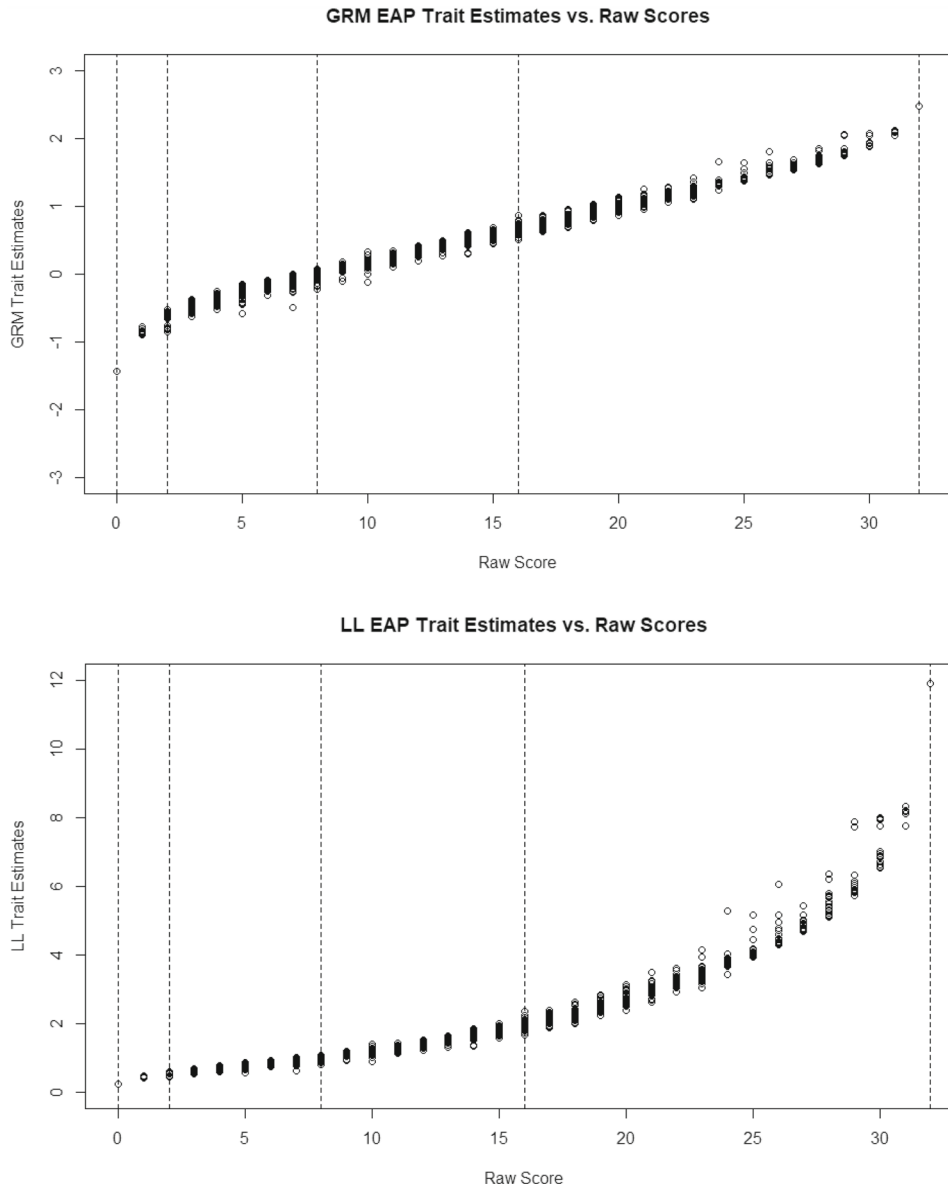 GRM EAP Trait Estimates vs. Raw Scores
GRM Trait Estimates
3
2
1
0
-1
-2
-3
0 5 10 15 20 25 30
Raw Score
LL EAP Trait Estimates vs. Raw Scores
LL Trait Estimates
12
10
8
6
4
2
0
0 5 10 15 20 25 30
Raw Score